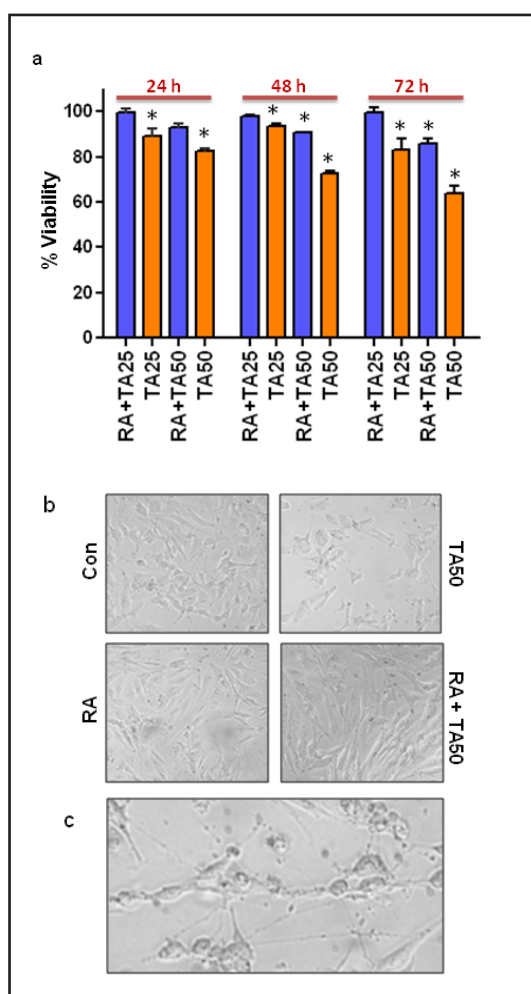 a
24 h 48 h 72 h
* * * * * * * *
% Viability
100
80
60
40
20
0
RA+TA25 TA25 RA+TA50 TA50 RA+TA25 TA25 RA+TA50 TA50 RA+TA25 TA25 RA+TA50 TA50
b
Con
TA50
RA
RA + TA50
c